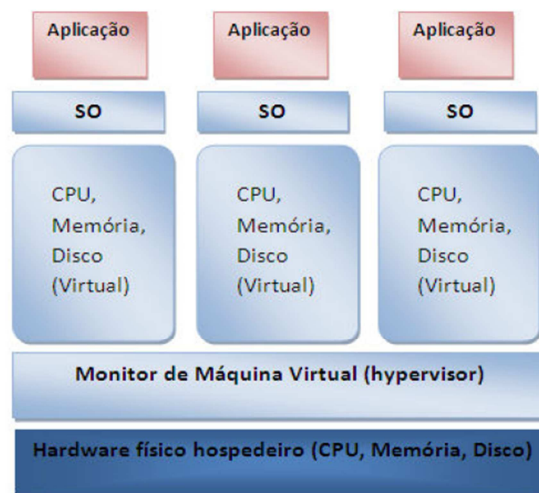 Aplicação
Aplicação
Aplicação
SO
SO
SO
CPU,
Memória,
Disco
(Virtual)
CPU,
Memória,
Disco
(Virtual)
CPU,
Memória,
Disco
(Virtual)
Monitor de Máquina Virtual (hypervisor)
Hardware físico hospedeiro (CPU, Memória, Disco)